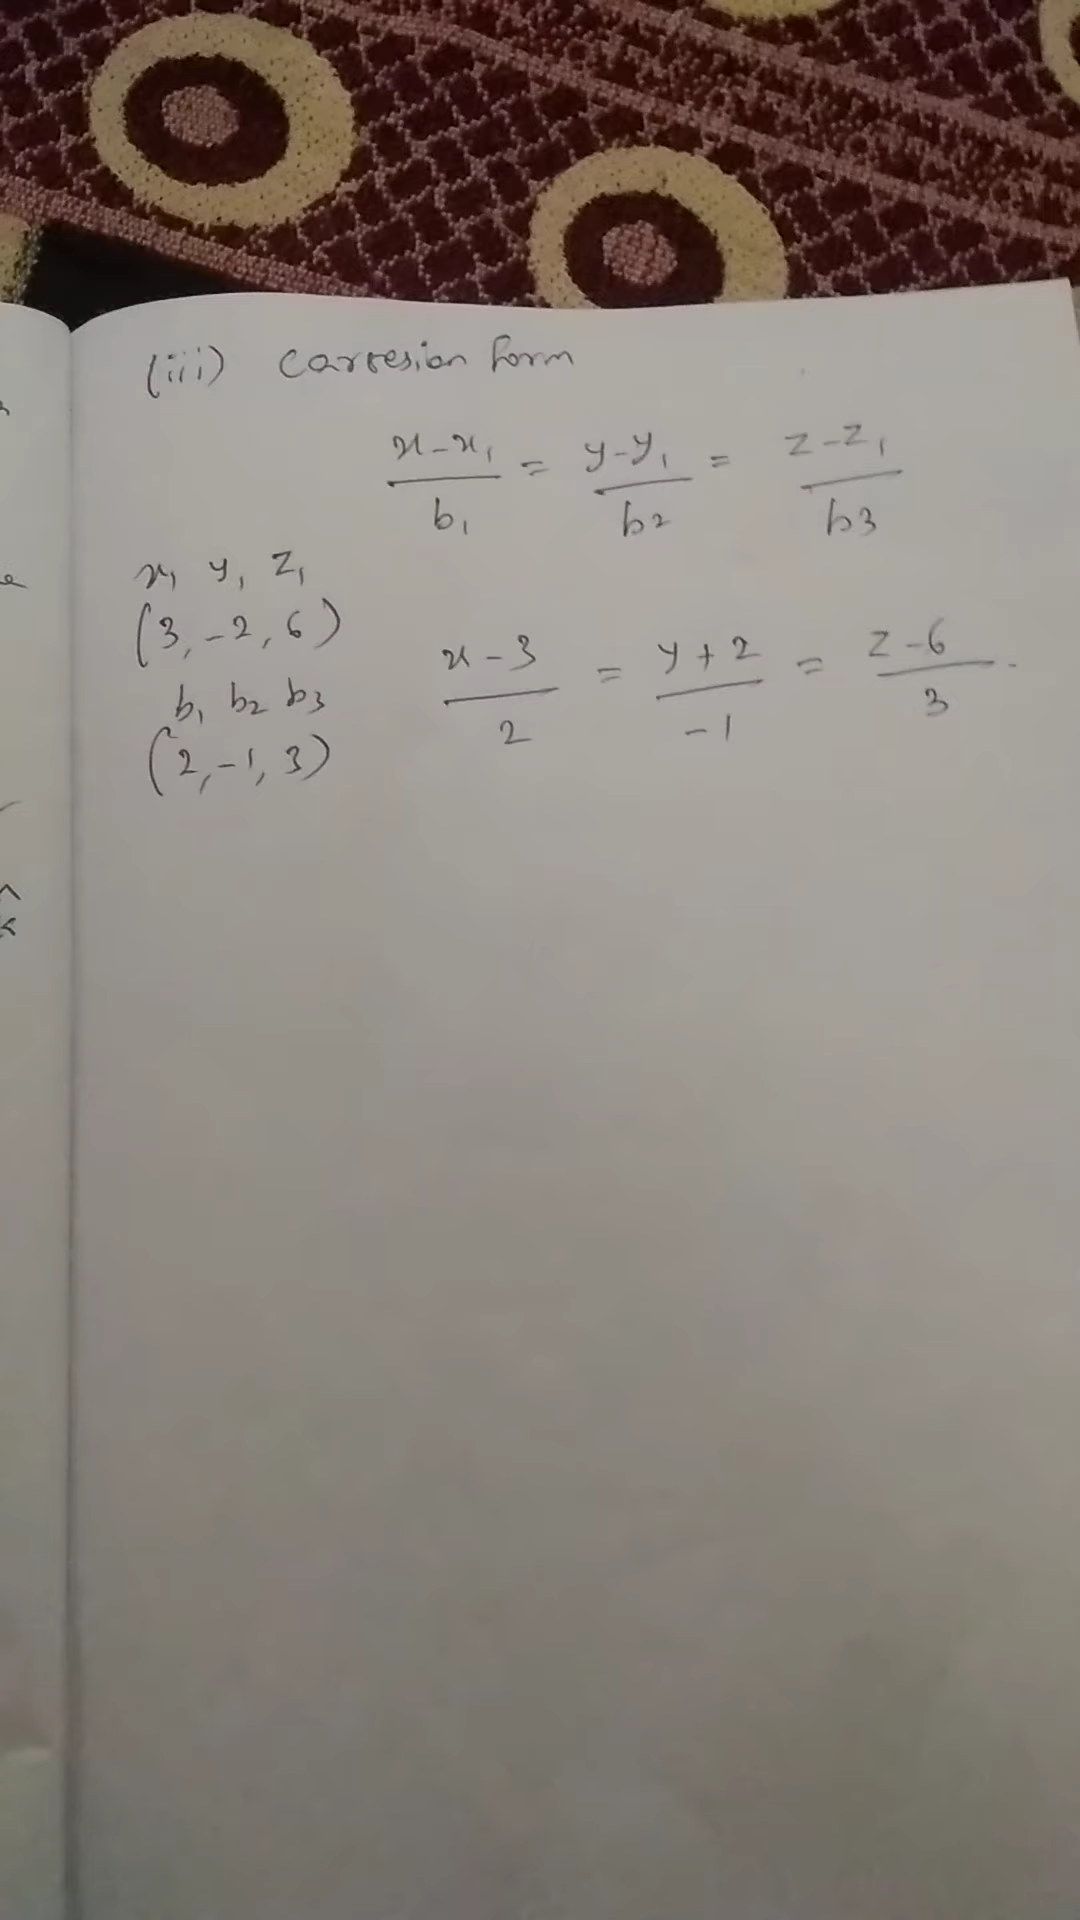 (iii) Cartesian form
x-x₁/b₁ = y-y₁/b₂ = z-z₁/b₃
x₁ y₁ z₁
(3, -2, 6)
b₁ b₂ b₃
(2, -1, 3)
x-3/2 = y+2/-1 = z-6/3.